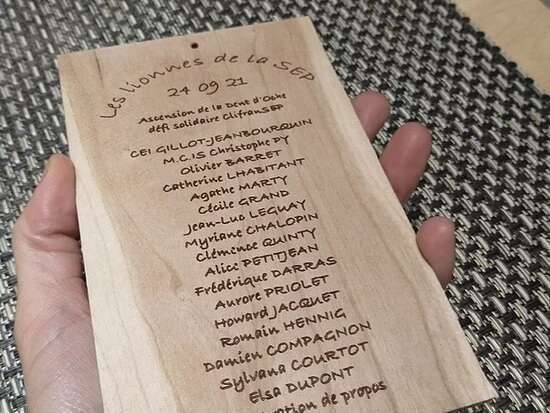 Les lionnes de la SEP
24 09 21
Ascension de la Dent d'Oche
défi solidaire ClifranSEP
CEI GILLOT-JEANBOURQUIN
M.C.IS Christophe PY
Olivier BARRET
Catherine LHABITANT
Agathe MARTY
Cécile GRAND
Jean-Luc LEGUAY
Myriane CHALOPIN
Clémence QUINTY
Alice PETITJEAN
Frédérique DARRAS
Aurore PRIOLET
Howard JACQUET
Romain HENNIG
Damien COMPAGNON
Sylvana COURTOT
Elsa DUPONT
de propos